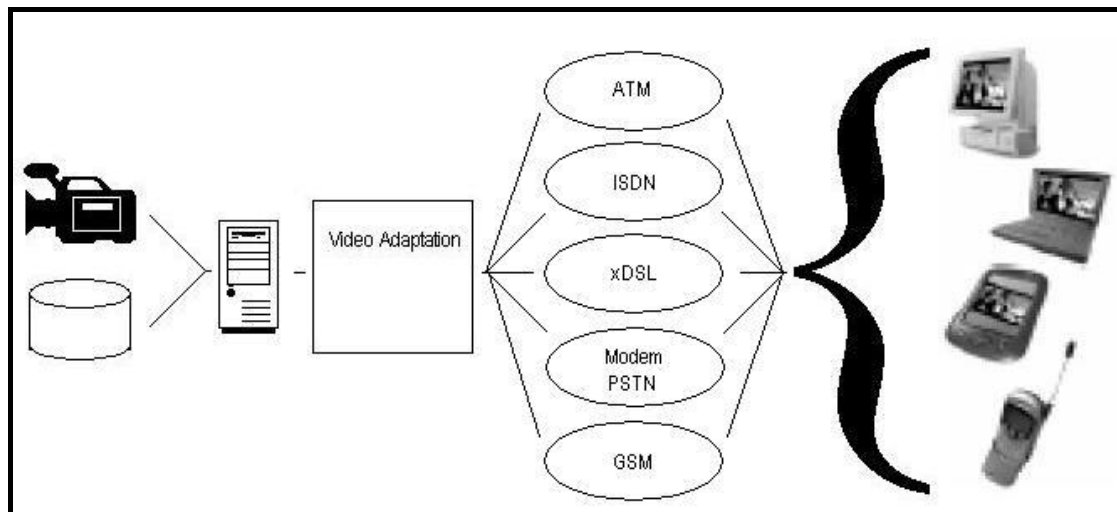 ATM
ISDN
Video Adaptation
xDSL
Modem
PSTN
GSM